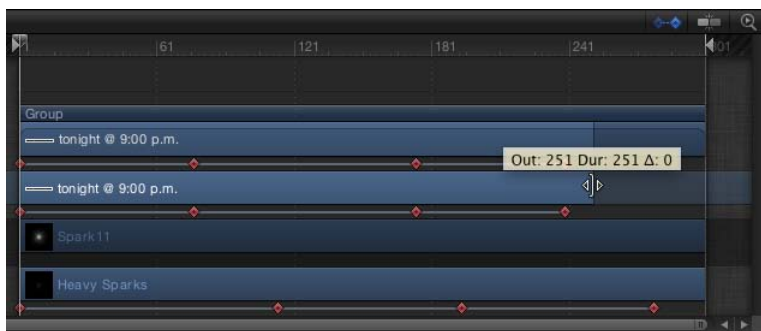 1 61 121 181 241 301
Group
tonight @ 9:00 p.m.
Out: 251 Dur: 251 Δ: 0
tonight @ 9:00 p.m.
Spark11
Heavy Sparks